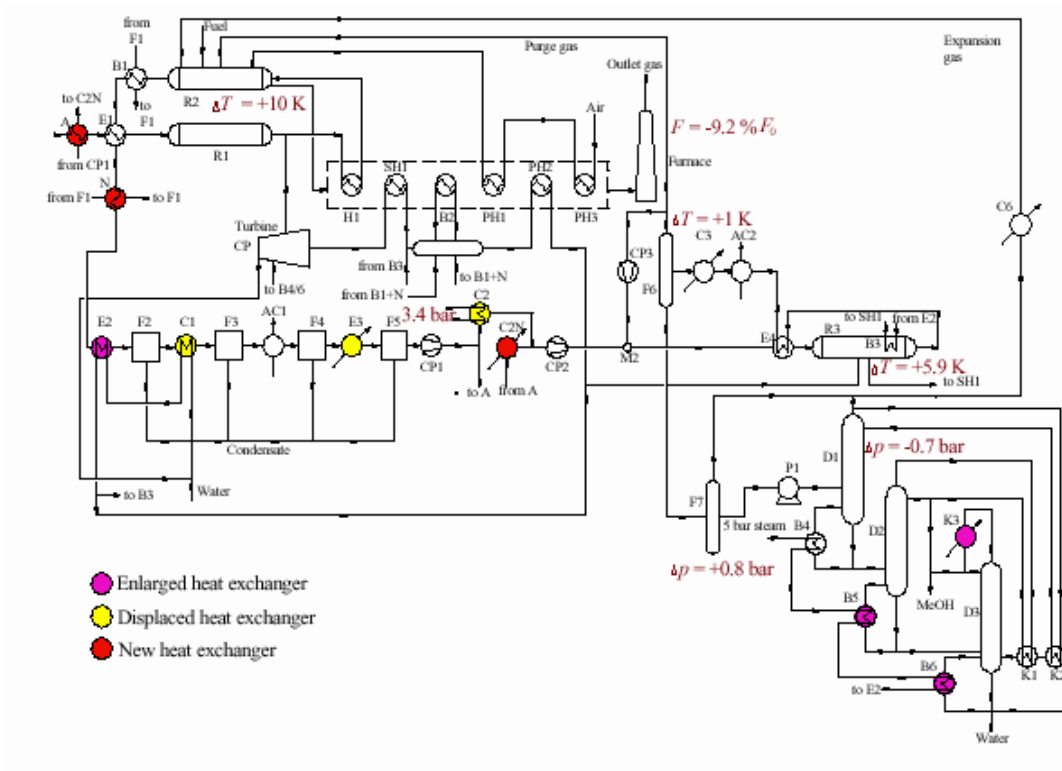 from
F1
Fuel
Purge gas
Expansion
gas
Outlet gas
B1
R2
ΔT = +10 K
to
F1
to C2N
A
E1
from CP1
R1
Air
F = -9.2 % F0
Furnace
N
from F1
to F1
SH1
PH2
H1
B2
PH1
PH3
C6
ΔT = +1 K
Turbine
CP
C3
AC2
CP3
F6
from B3
to B1+N
to B4/6
from B1+N
C2
3.4 bar
AC1
E2
F2
C1
F3
F4
E3
F5
CP1
C2N
CP2
M2
to A
from A
to SH1
from E2
E4
R3
B3
ΔT = +5.9 K
to SH1
Condensate
Water
to B3
D1
Δp = -0.7 bar
P1
F7
5 bar steam
B4
D2
K3
Δp = +0.8 bar
MeOH
B5
D3
B6
K1
K2
to E2
Water
Enlarged heat exchanger
Displaced heat exchanger
New heat exchanger